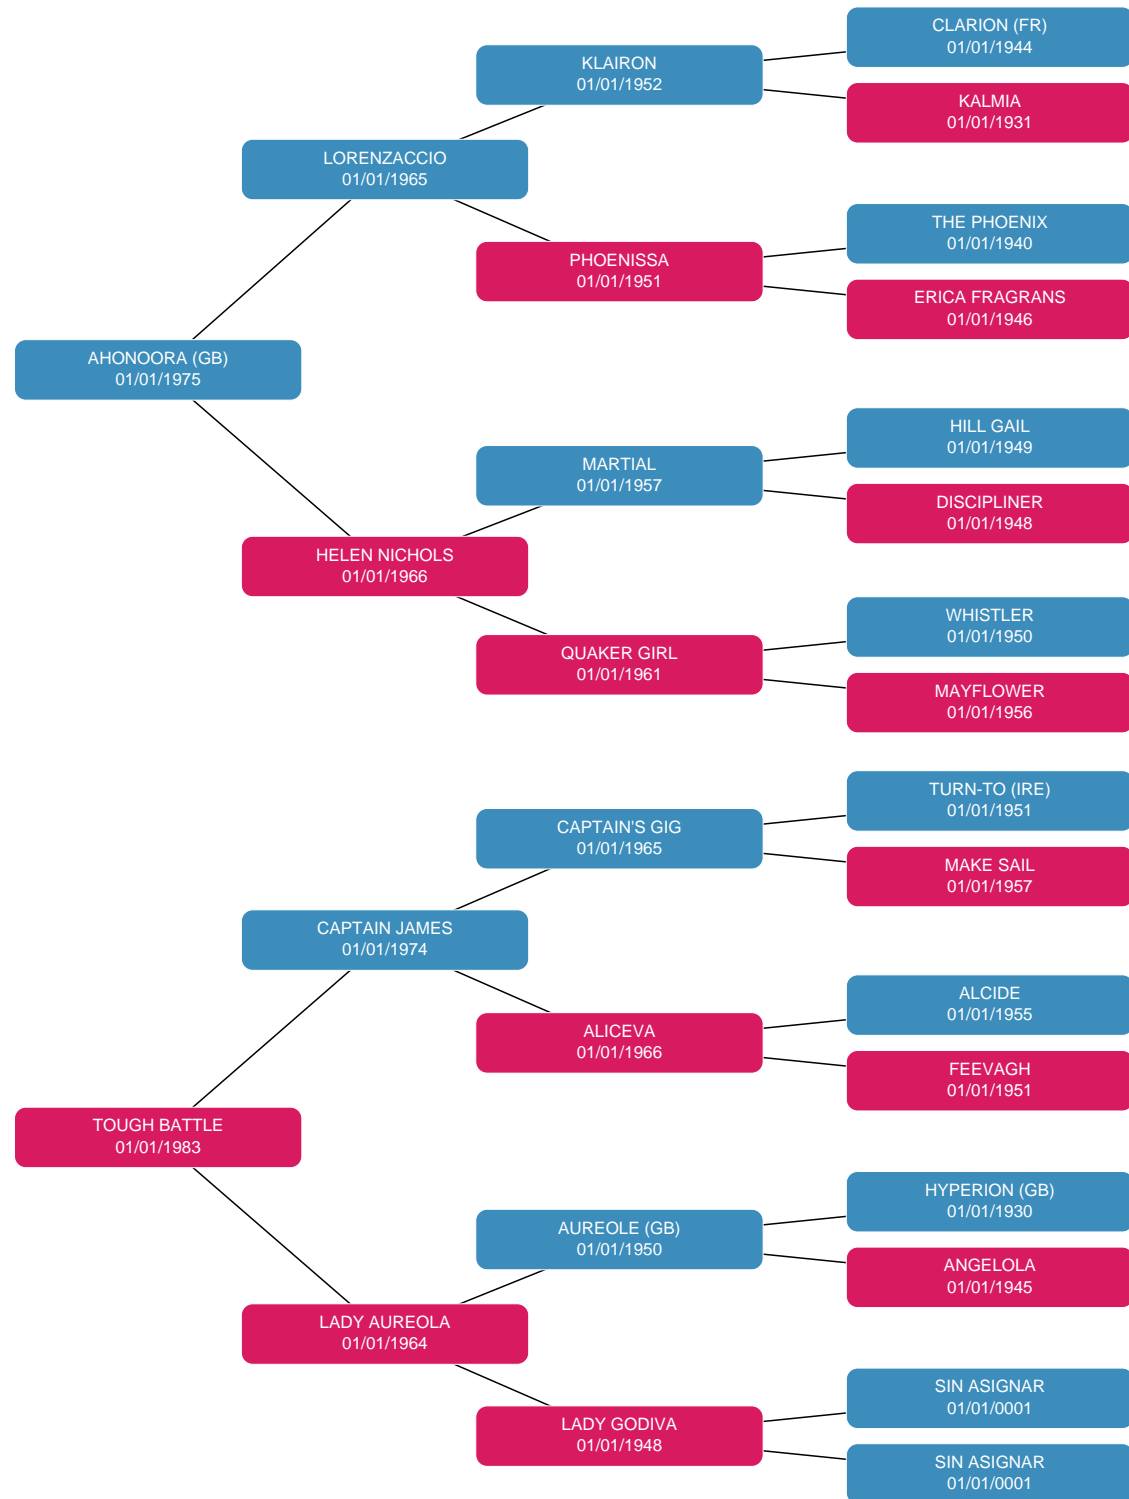 CLARION (FR)
01/01/1944
KLAIRON
01/01/1952
KALMIA
01/01/1931
LORENZACCIO
01/01/1965
THE PHOENIX
01/01/1940
PHOENISSA
01/01/1951
ERICA FRAGRANS
01/01/1946
AHONOORA (GB)
01/01/1975
HILL GAIL
01/01/1949
MARTIAL
01/01/1957
DISCIPLINER
01/01/1948
HELEN NICHOLS
01/01/1966
WHISTLER
01/01/1950
QUAKER GIRL
01/01/1961
MAYFLOWER
01/01/1956
TURN-TO (IRE)
01/01/1951
CAPTAIN'S GIG
01/01/1965
MAKE SAIL
01/01/1957
CAPTAIN JAMES
01/01/1974
ALCIDE
01/01/1955
ALICEVA
01/01/1966
FEEVAGH
01/01/1951
TOUGH BATTLE
01/01/1983
HYPERION (GB)
01/01/1930
AUREOLE (GB)
01/01/1950
ANGELOLA
01/01/1945
LADY AUREOLA
01/01/1964
SIN ASIGNAR
01/01/0001
LADY GODIVA
01/01/1948
SIN ASIGNAR
01/01/0001